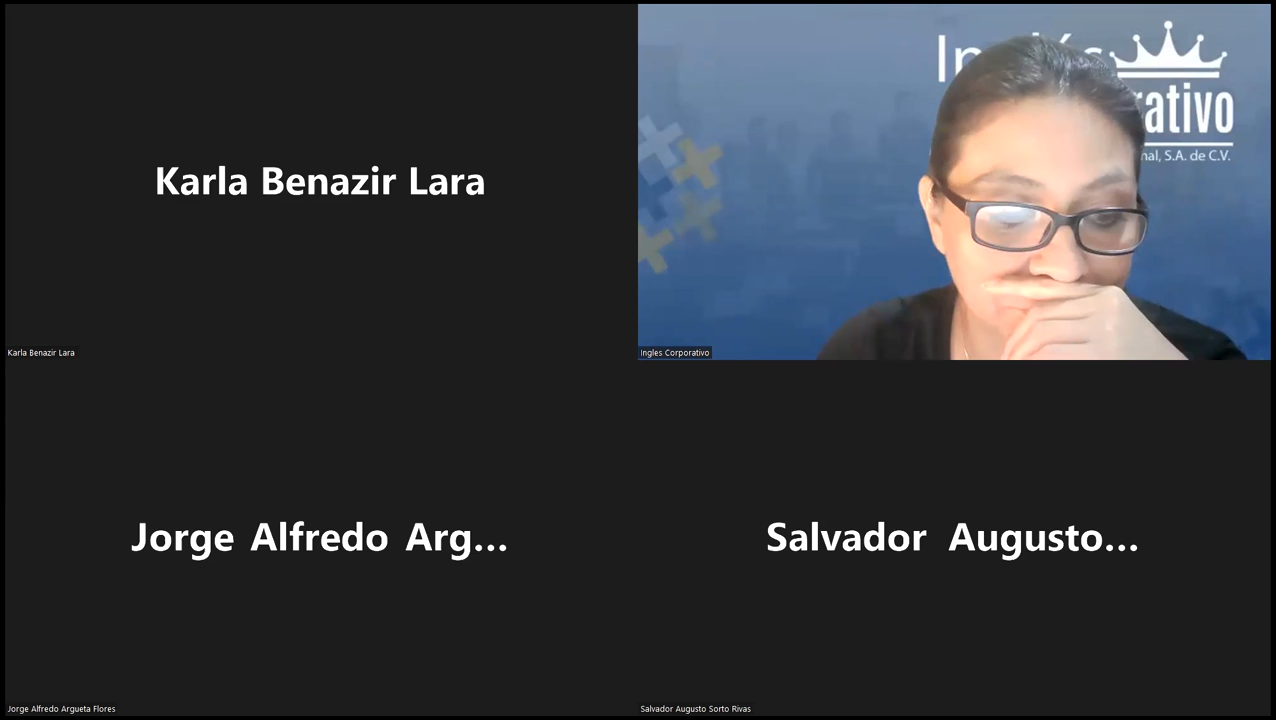 Karla Benazir Lara
Karla Benazir Lara
Inglés
rativo
nal, S.A. de C.V.
Ingles Corporativo
Jorge Alfredo Arg...
Jorge Alfredo Argueta Flores
Salvador Augusto...
Salvador Augusto Sorto Rivas